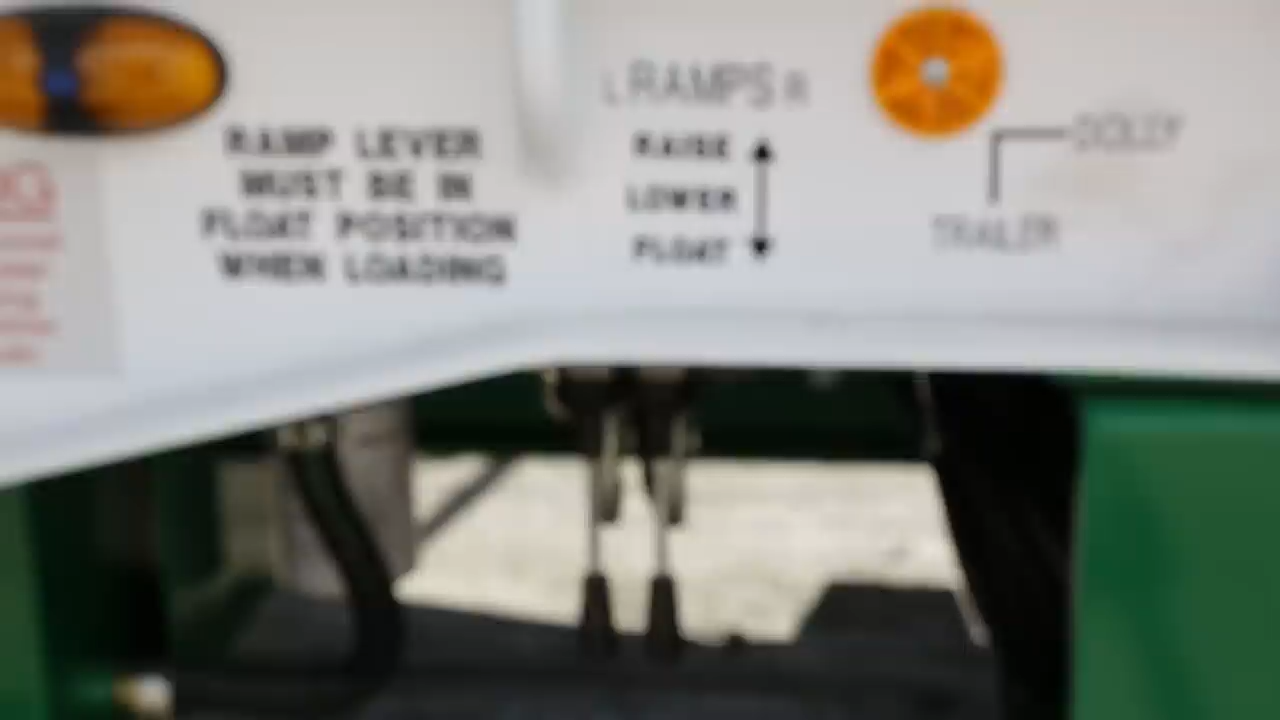 RAMP LEVER
MUST BE IN
FLOAT POSITION
WHEN LOADING
L RAMPS R
RAISE
LOWER
FLOAT
DOLLY
TRAILER